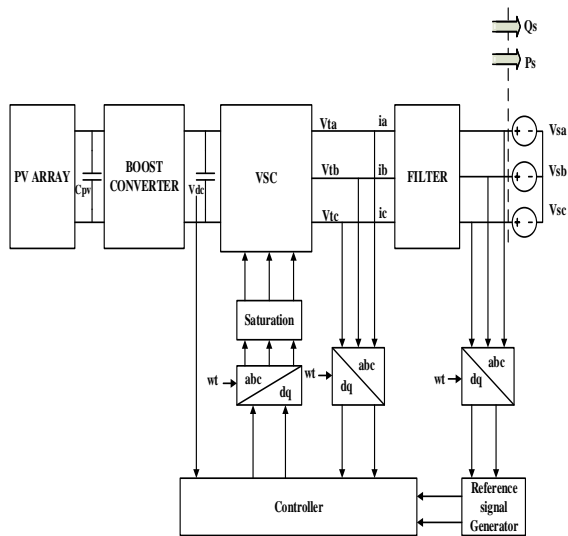 Qs
Ps
PV ARRAY
Cpv
BOOST
CONVERTER
Vdc
VSC
Vta
ia
Vtb
ib
Vtc
ic
FILTER
+ -
Vsa
+ -
Vsb
+ -
Vsc
Saturation
wt
abc
dq
wt
abc
dq
wt
abc
dq
Controller
Reference
signal
Generator